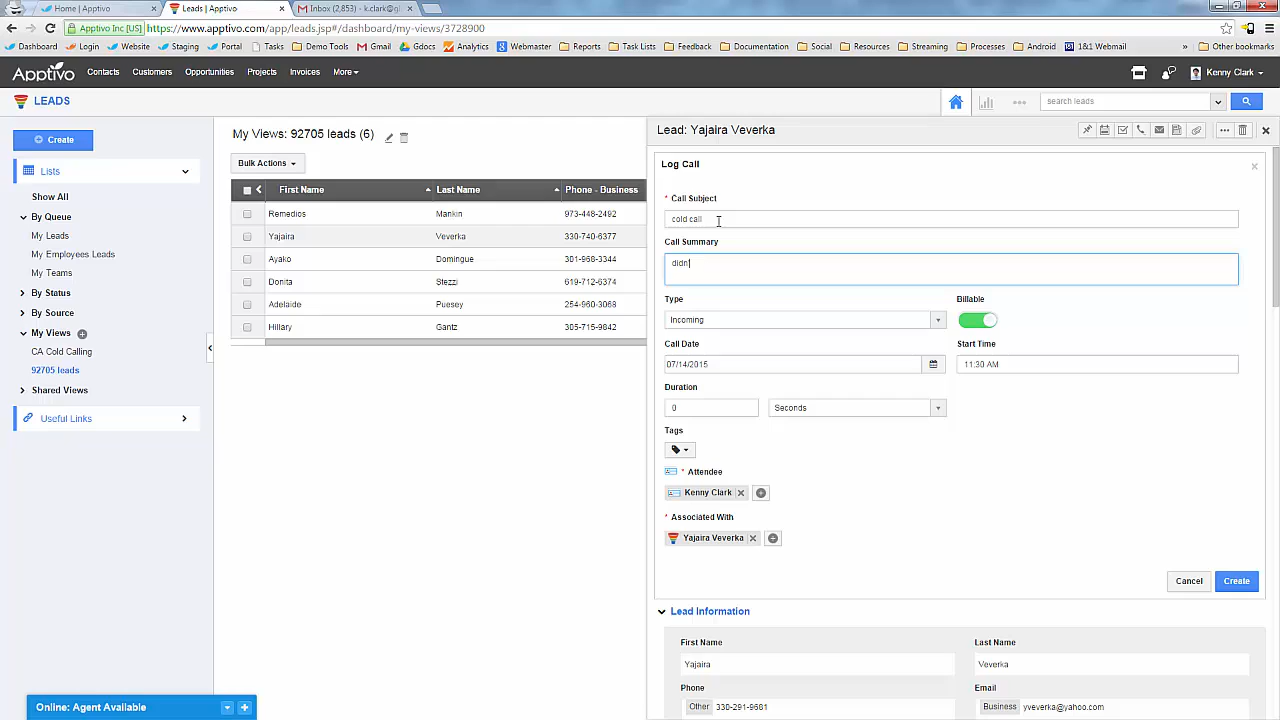 Home | Apptivo
Leads | Apptivo
Inbox (2,853) - k.clark@gl
Apptivo Inc [US]
https://www.apptivo.com/app/leads.jsp#/dashboard/my-views/3728900
Dashboard
Login
Website
Staging
Portal
Tasks
Demo Tools
Gmail
Gdocs
Analytics
Webmaster
Reports
Task Lists
Feedback
Documentation
Social
Resources
Streaming
Processes
Android
1&1 Webmail
»
Other bookmarks
Apptivo
Contacts
Customers
Opportunities
Projects
Invoices
More
Kenny Clark
LEADS
search leads
Create
Lists
Show All
By Queue
My Leads
My Employees Leads
My Teams
By Status
By Source
My Views
CA Cold Calling
92705 leads
Shared Views
Useful Links
My Views: 92705 leads (6)
Bulk Actions
First Name Last Name Phone - Business
Remedios Mankin 973-448-2492
Yajaira Veverka 330-740-6377
Ayako Domingue 301-968-3344
Donita Stezzi 619-712-6374
Adelaide Puesey 254-960-3068
Hillary Gantz 305-715-9842
Lead: Yajaira Veverka
Log Call
* Call Subject
cold call
Call Summary
didn'
Type
Billable
Incoming
Call Date
Start Time
07/14/2015
11:30 AM
Duration
0
Seconds
Tags
* Attendee
Kenny Clark
* Associated With
Yajaira Veverka
Cancel
Create
Lead Information
First Name
Last Name
Yajaira
Veverka
Phone
Email
Other 330-291-9681
Business yveverka@yahoo.com
Online: Agent Available